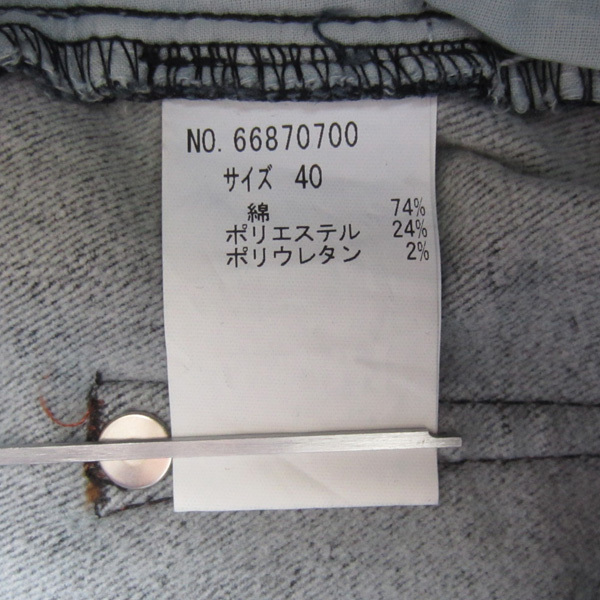 NO. 66870700
サイズ 40
綿 74%
ポリエステル 24%
ポリウレタン 2%